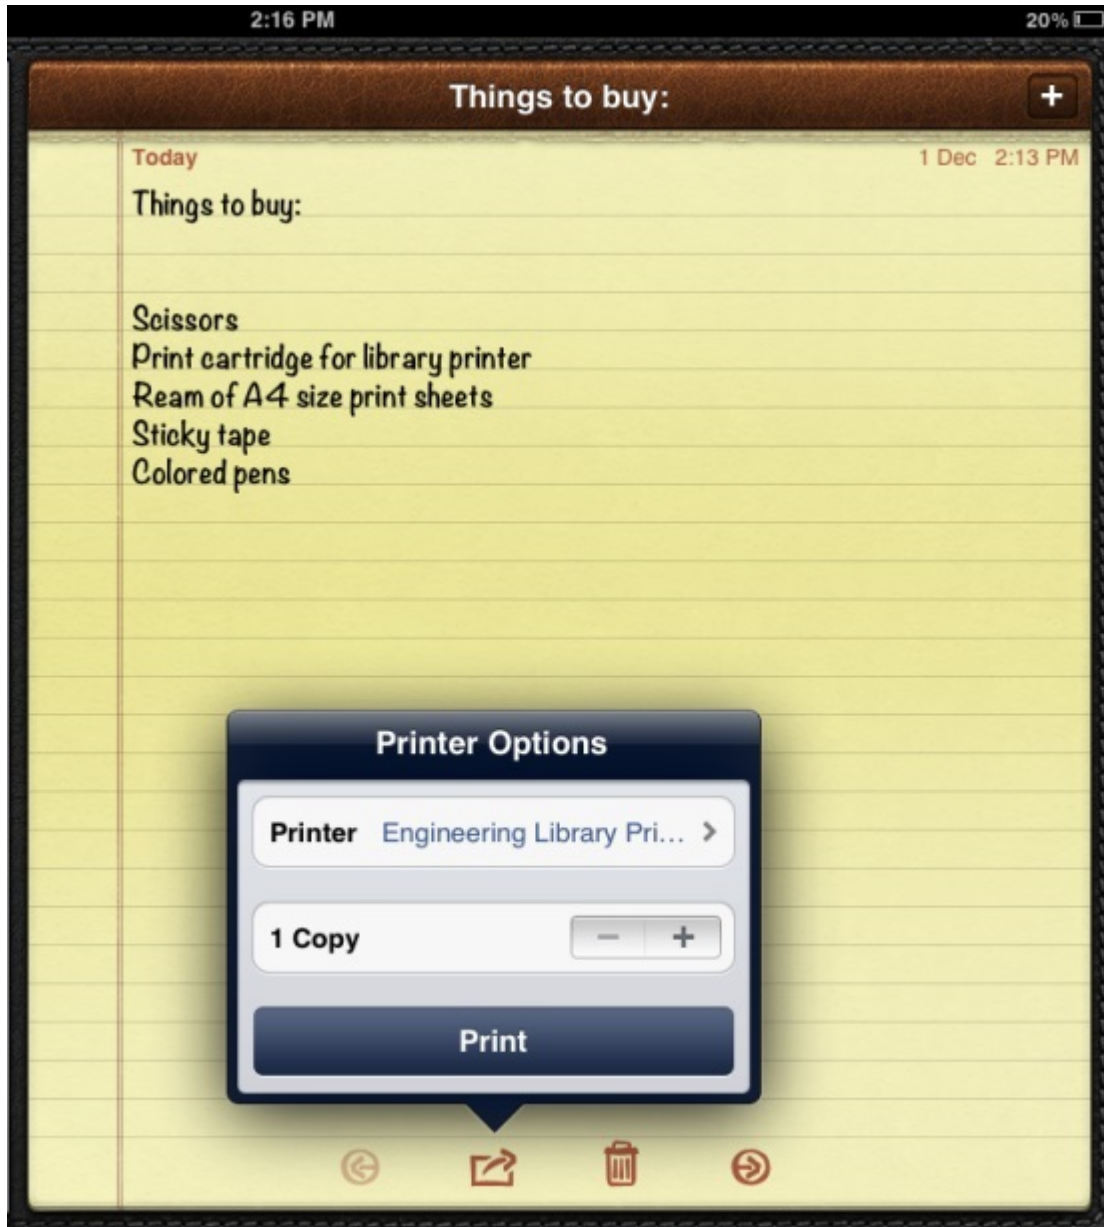 2:16 PM 20%
Things to buy: +
Today 1 Dec 2:13 PM
Things to buy:
Scissors
Print cartridge for library printer
Ream of A4 size print sheets
Sticky tape
Colored pens
Printer Options
Printer Engineering Library Pri... >
1 Copy - +
Print